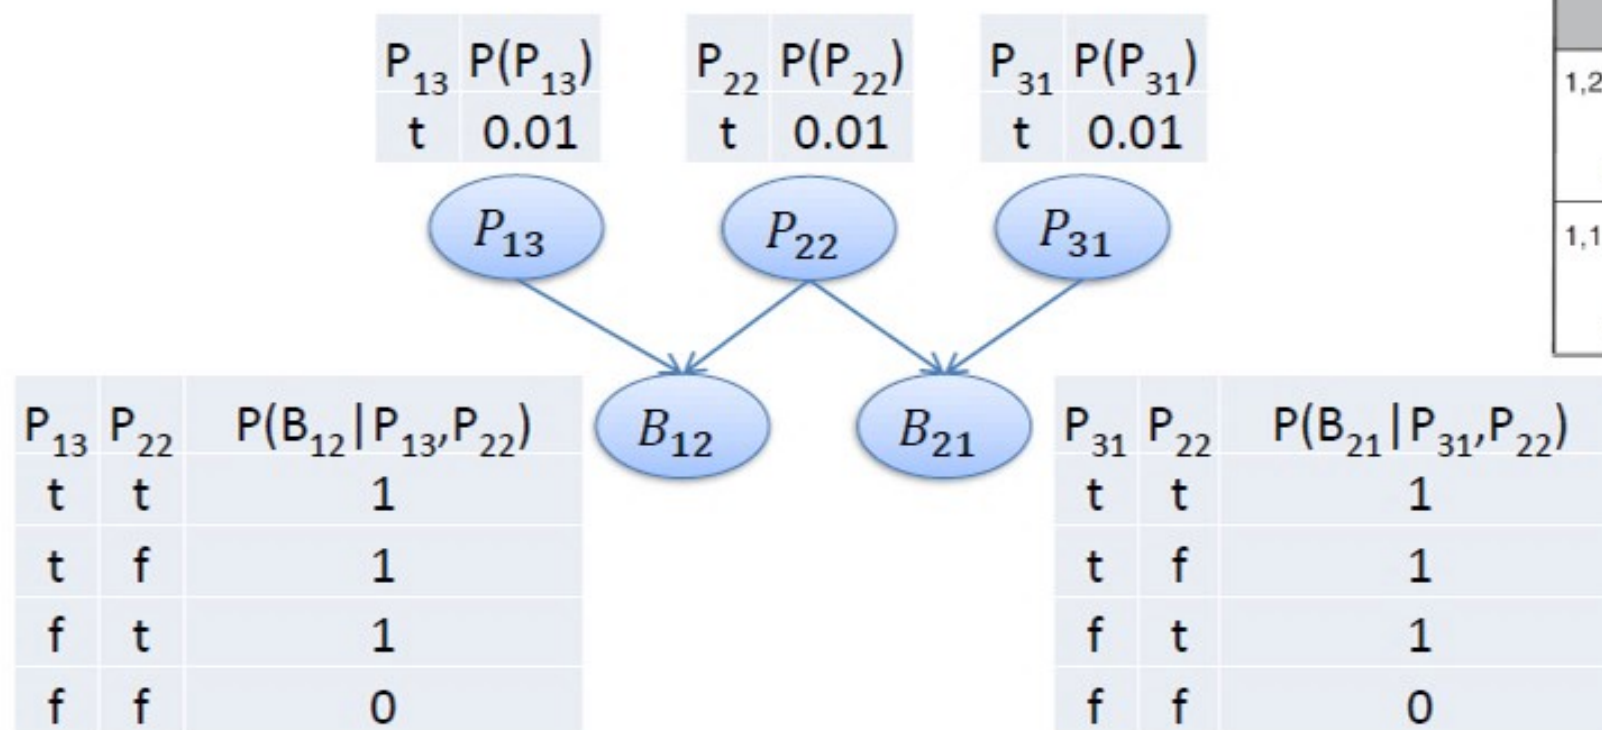 P13 P(P13)
t 0.01
P22 P(P22)
t 0.01
P31 P(P31)
t 0.01
1,2
1,1
P13
P22
P31
B12
B21
P13 P22 P(B12|P13,P22)
t t 1
t f 1
f t 1
f f 0
P31 P22 P(B21|P31,P22)
t t 1
t f 1
f t 1
f f 0